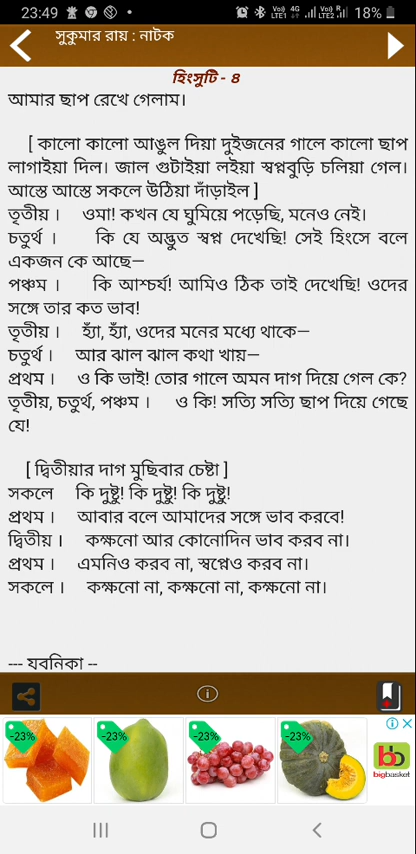 23:49 18%
সুকুমার রায় : নাটক
হিংসুটি - ৪
আমার ছাপ রেখে গেলাম।
[ কালো কালো আঙুল দিয়া দুইজনের গালে কালো ছাপ
লাগাইয়া দিল। জাল গুটাইয়া লইয়া স্বপ্নবুড়ি চলিয়া গেল।
আস্তে আস্তে সকলে উঠিয়া দাঁড়াইল ]
তৃতীয় । ওমা! কখন যে ঘুমিয়ে পড়েছি, মনেও নেই।
চতুর্থ । কি যে অদ্ভুত স্বপ্ন দেখেছি! সেই হিংসে বলে
একজন কে আছে—
পঞ্চম । কি আশ্চর্য! আমিও ঠিক তাই দেখেছি! ওদের
সঙ্গে তার কত ভাব!
তৃতীয় । হ্যাঁ, হ্যাঁ, ওদের মনের মধ্যে থাকে—
চতুর্থ । আর ঝাল ঝাল কথা খায়—
প্রথম । ও কি ভাই! তোর গালে অমন দাগ দিয়ে গেল কে?
তৃতীয়, চতুর্থ, পঞ্চম । ও কি! সত্যি সত্যি ছাপ দিয়ে গেছে
যে!
[ দ্বিতীয়ার দাগ মুছিবার চেষ্টা ]
সকলে কি দুষ্টু! কি দুষ্টু! কি দুষ্টু!
প্রথম । আবার বলে আমাদের সঙ্গে ভাব করবে!
দ্বিতীয় । কক্ষনো আর কোনোদিন ভাব করব না।
প্রথম । এমনিও করব না, স্বপ্নেও করব না।
সকলে । কক্ষনো না, কক্ষনো না, কক্ষনো না।
--- যবনিকা --
-23% -23% -23% -23%
bb
bigbasket